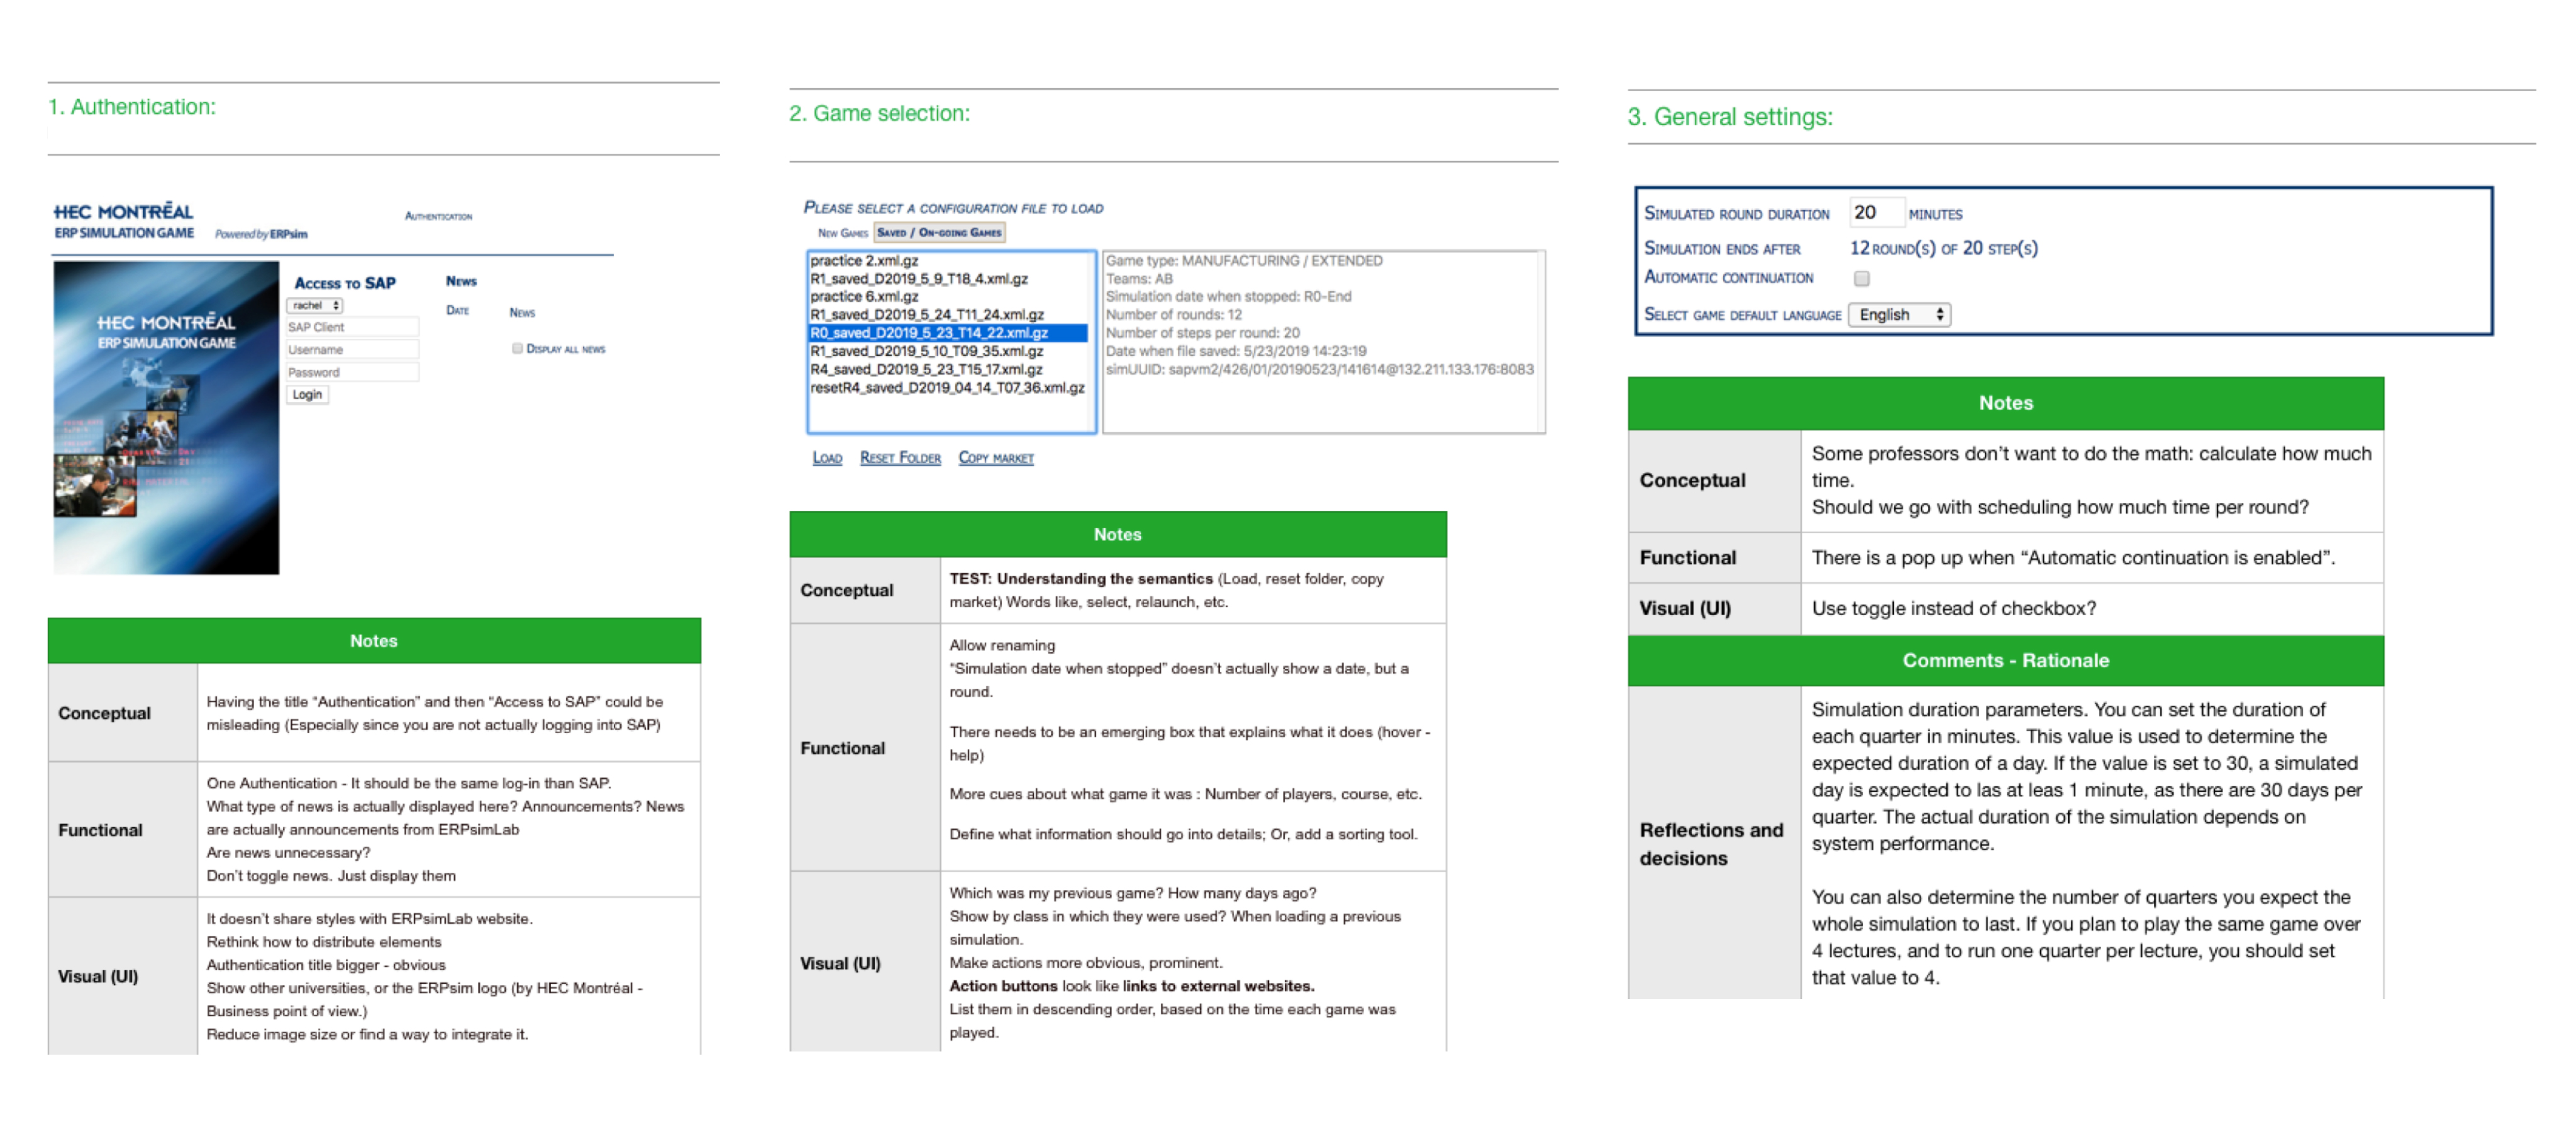 1. Authentication:
HEC MONTRĒAL
ERP SIMULATION GAME
Powered by ERPsim
AUTHENTICATION
HEC MONTRĒAL
ERP SIMULATION GAME
ACCESS TO SAP
rachel
SAP Client
Username
Password
Login
NEWS
DATE
NEWS
DISPLAY ALL NEWS
Notes
Conceptual
Having the title “Authentication” and then “Access to SAP” could be
misleading (Especially since you are not actually logging into SAP)
Functional
One Authentication - It should be the same log-in than SAP.
What type of news is actually displayed here? Announcements? News
are actually announcements from ERPsimLab
Are news unnecessary?
Don’t toggle news. Just display them
Visual (UI)
It doesn’t share styles with ERPsimLab website.
Rethink how to distribute elements
Authentication title bigger - obvious
Show other universities, or the ERPsim logo (by HEC Montréal -
Business point of view.)
Reduce image size or find a way to integrate it.
2. Game selection:
PLEASE SELECT A CONFIGURATION FILE TO LOAD
NEW GAMES
SAVED / ON-GOING GAMES
practice 2.xml.gz
R1_saved_D2019_5_9_T18_4.xml.gz
practice 6.xml.gz
R1_saved_D2019_5_24_T11_24.xml.gz
R0_saved_D2019_5_23_T14_22.xml.gz
R1_saved_D2019_5_10_T09_35.xml.gz
R4_saved_D2019_5_23_T15_17.xml.gz
resetR4_saved_D2019_04_14_T07_36.xml.gz
Game type: MANUFACTURING / EXTENDED
Teams: AB
Simulation date when stopped: R0-End
Number of rounds: 12
Number of steps per round: 20
Date when file saved: 5/23/2019 14:23:19
simUUID: sapvm2/426/01/20190523/141614@132.211.133.176:8083
LOAD
RESET FOLDER
COPY MARKET
Notes
Conceptual
TEST: Understanding the semantics (Load, reset folder, copy
market) Words like, select, relaunch, etc.
Functional
Allow renaming
“Simulation date when stopped” doesn’t actually show a date, but a
round.
There needs to be an emerging box that explains what it does (hover -
help)
More cues about what game it was : Number of players, course, etc.
Define what information should go into details; Or, add a sorting tool.
Visual (UI)
Which was my previous game? How many days ago?
Show by class in which they were used? When loading a previous
simulation.
Make actions more obvious, prominent.
Action buttons look like links to external websites.
List them in descending order, based on the time each game was
played.
3. General settings:
SIMULATED ROUND DURATION 20 MINUTES
SIMULATION ENDS AFTER 12 ROUND(S) OF 20 STEP(S)
AUTOMATIC CONTINUATION
SELECT GAME DEFAULT LANGUAGE English
Notes
Conceptual
Some professors don’t want to do the math: calculate how much
time.
Should we go with scheduling how much time per round?
Functional
There is a pop up when “Automatic continuation is enabled”.
Visual (UI)
Use toggle instead of checkbox?
Comments - Rationale
Reflections and
decisions
Simulation duration parameters. You can set the duration of
each quarter in minutes. This value is used to determine the
expected duration of a day. If the value is set to 30, a simulated
day is expected to las at leas 1 minute, as there are 30 days per
quarter. The actual duration of the simulation depends on
system performance.
You can also determine the number of quarters you expect the
whole simulation to last. If you plan to play the same game over
4 lectures, and to run one quarter per lecture, you should set
that value to 4.